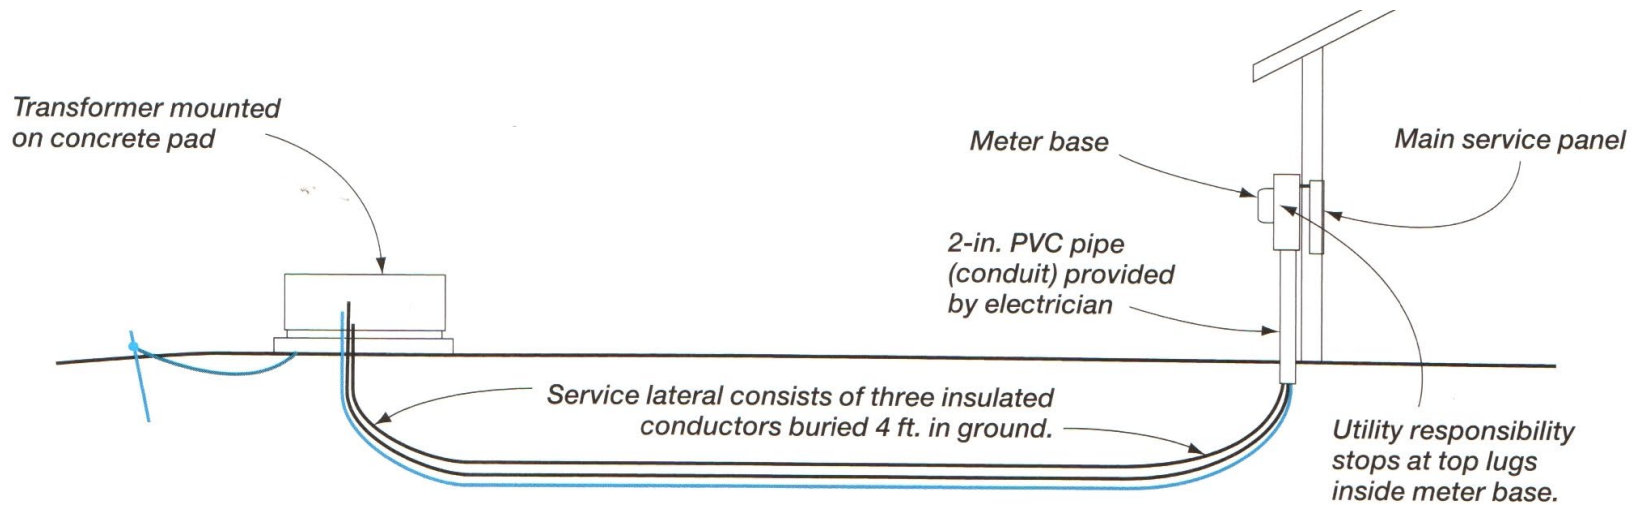 Transformer mounted
on concrete pad
Meter base
Main service panel
2-in. PVC pipe
(conduit) provided
by electrician
Service lateral consists of three insulated
conductors buried 4 ft. in ground.
Utility responsibility
stops at top lugs
inside meter base.